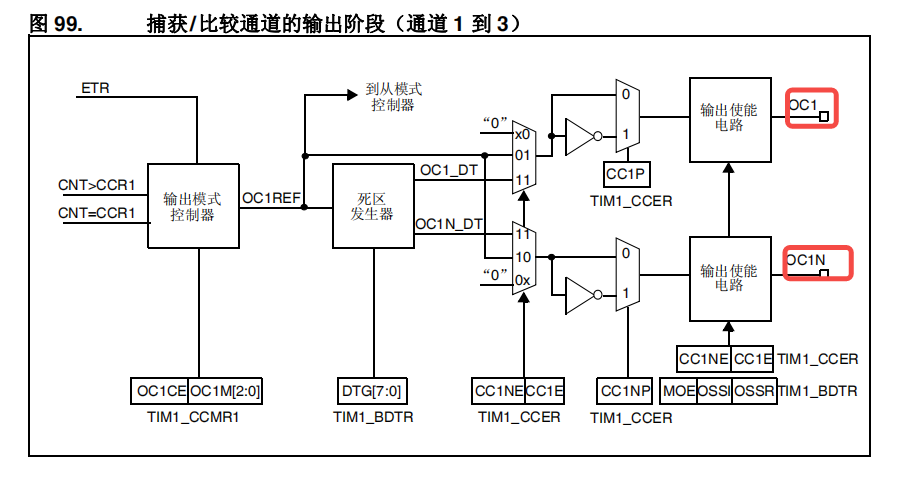 图 99. 捕获/比较通道的输出阶段（通道 1 到 3）
ETR
到从模式
控制器
“0”
x0
01
11
0
1
CC1P
TIM1_CCER
输出使能
电路
OC1
CNT>CCR1
CNT=CCR1
输出模式
控制器
OC1REF
死区
发生器
OC1_DT
OC1N_DT
11
10
0x
“0”
0
1
输出使能
电路
OC1N
CC1NE CC1E TIM1_CCER
OC1CE OC1M[2:0]
TIM1_CCMR1
DTG[7:0]
TIM1_BDTR
CC1NE CC1E
TIM1_CCER
CC1NP
TIM1_CCER
MOE OSSI OSSR TIM1_BDTR